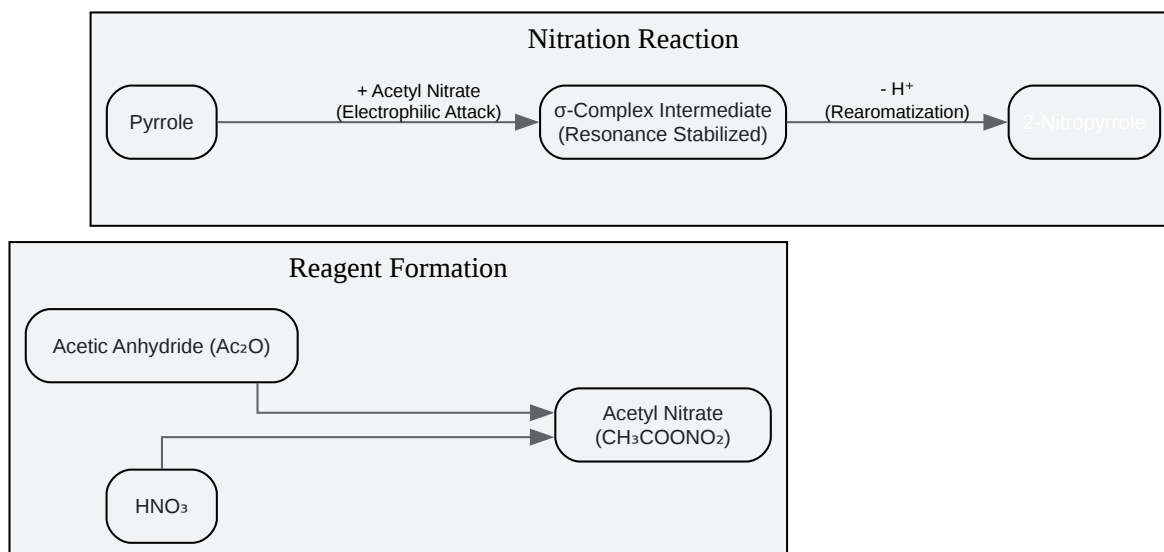 Nitration Reaction
Pyrrole
+ Acetyl Nitrate
(Electrophilic Attack)
σ-Complex Intermediate
(Resonance Stabilized)
- H⁺
(Rearomatization)
2-Nitropyrrole
Reagent Formation
Acetic Anhydride (Ac₂O)
HNO₃
Acetyl Nitrate
(CH₃COONO₂)